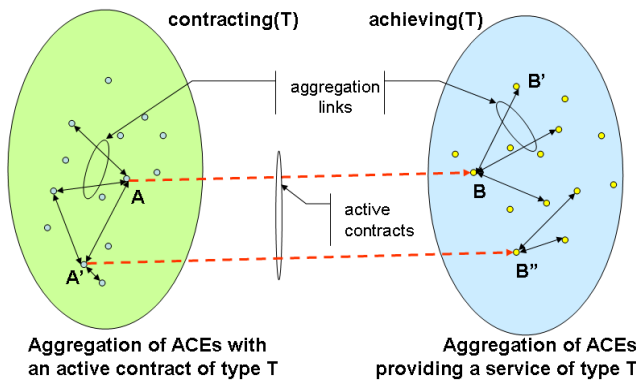 contracting(T)
achieving(T)
aggregation
links
B’
A
B
active
contracts
A’
B”
Aggregation of ACEs with
an active contract of type T
Aggregation of ACEs
providing a service of type T